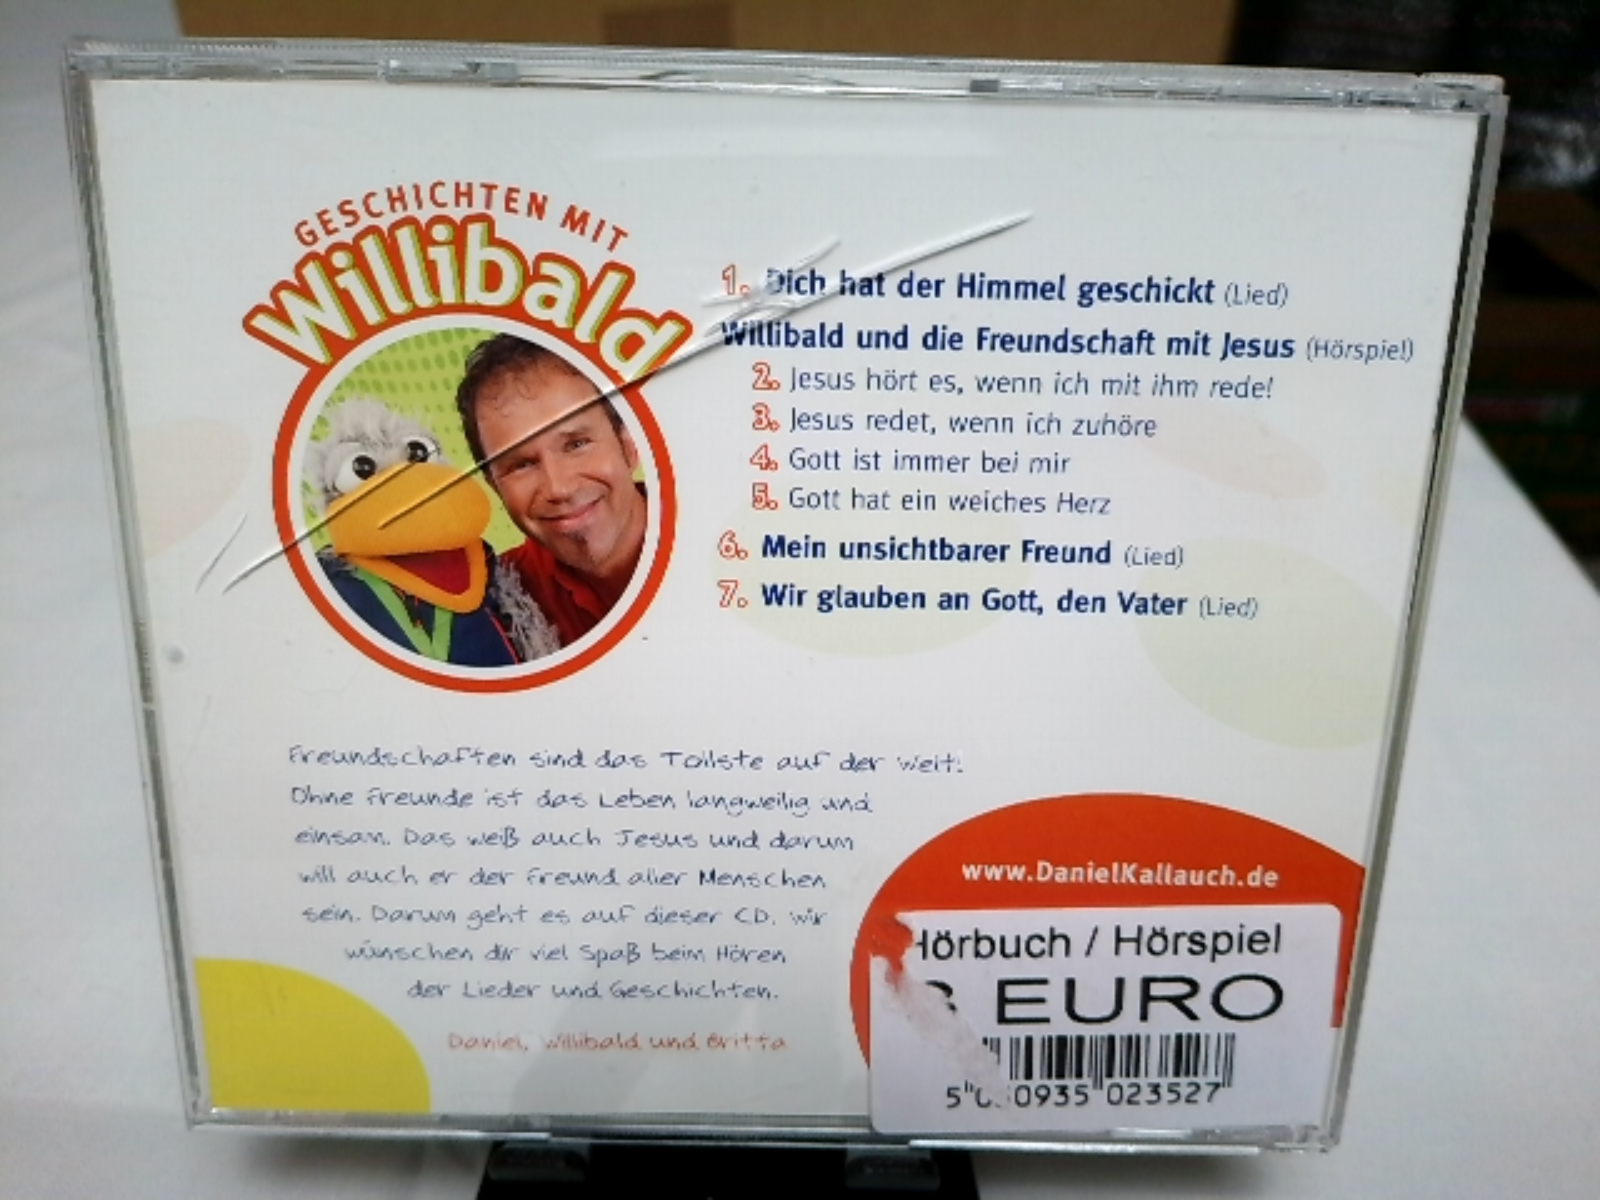 GESCHICHTEN MIT
Willibald
1. Dich hat der Himmel geschickt (Lied)
Willibald und die Freundschaft mit Jesus (Hörspiel)
2. Jesus hört es, wenn ich mit ihm rede!
3. Jesus redet, wenn ich zuhöre
4. Gott ist immer bei mir
5. Gott hat ein weiches Herz
6. Mein unsichtbarer Freund (Lied)
7. Wir glauben an Gott, den Vater (Lied)
Freundschaften sind das Tollste auf der Welt!
Ohne Freunde ist das Leben langweilig und
einsam. Das weiß auch Jesus und darum
will auch er der Freund aller Menschen
sein. Darum geht es auf dieser CD. Wir
wünschen dir viel Spaß beim Hören
der Lieder und Geschichten.
Daniel, Willibald und Britta
www.DanielKallauch.de
Hörbuch / Hörspiel
EURO
0935 023527